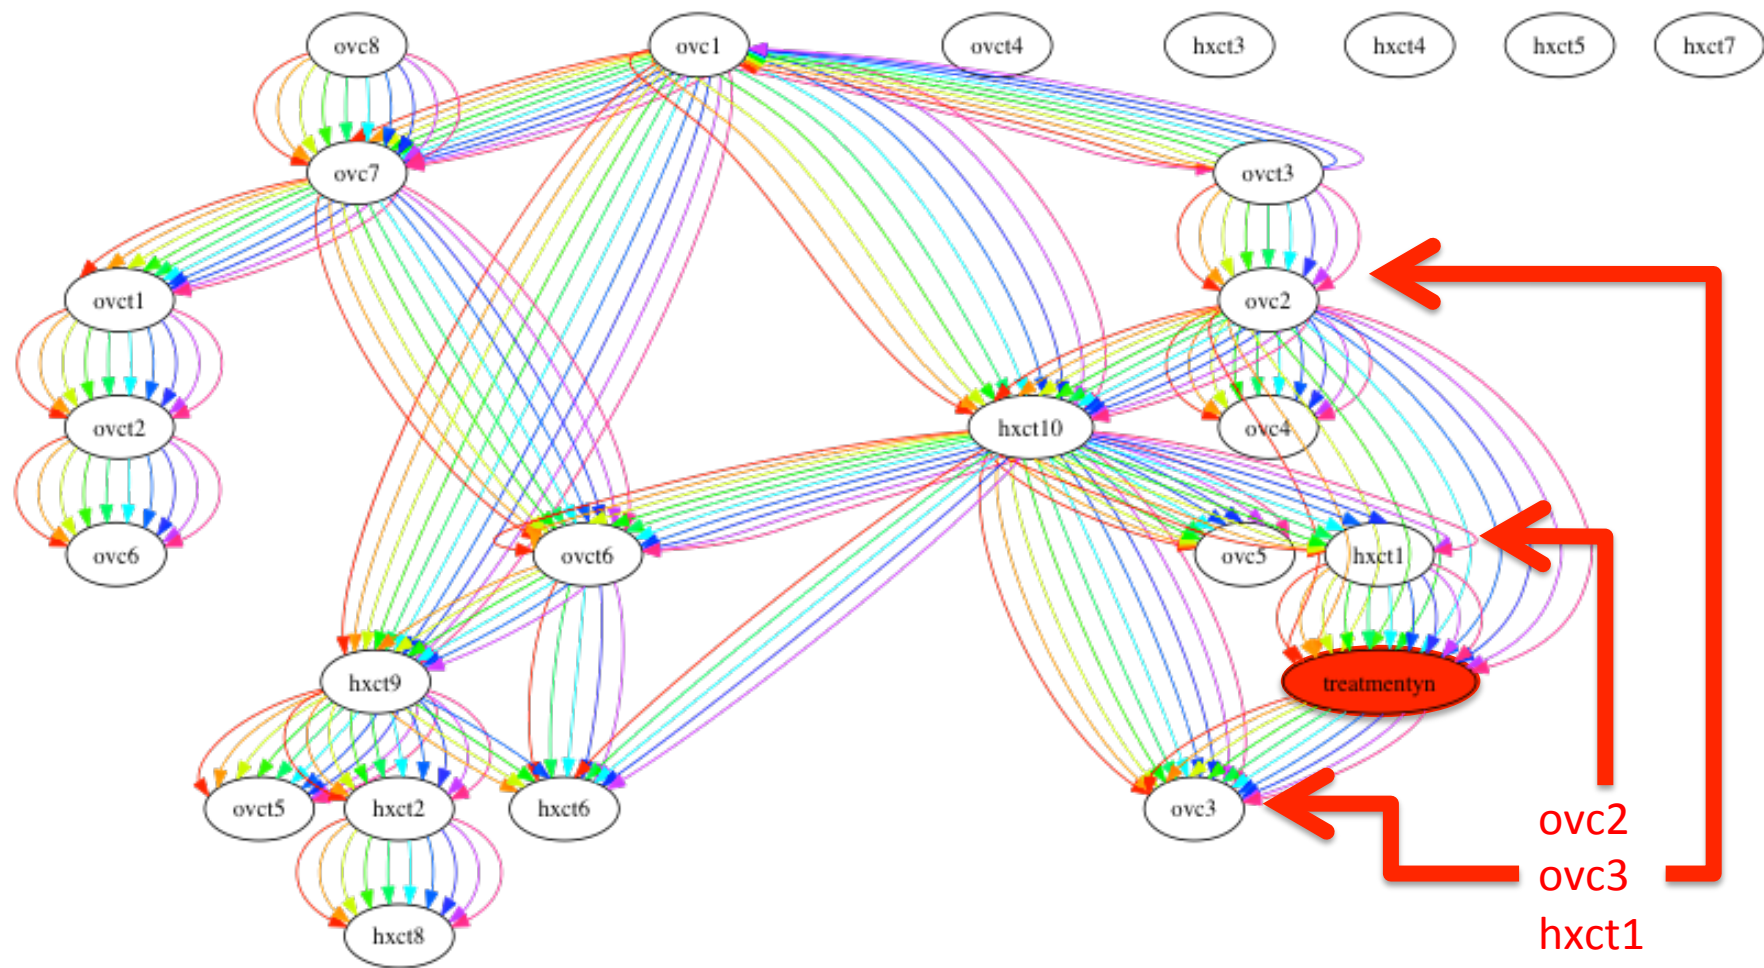 ovc8
ovc1
ovct4
hxct3
hxct4
hxct5
hxct7
ovc7
ovct3
ovct1
ovc2
ovct2
hxct10
ovc4
ovc6
ovct6
ovc5
hxct1
hxct9
treatmentyn
ovct5
hxct2
hxct6
ovc3
ovc2
ovc3
hxct1
hxct8